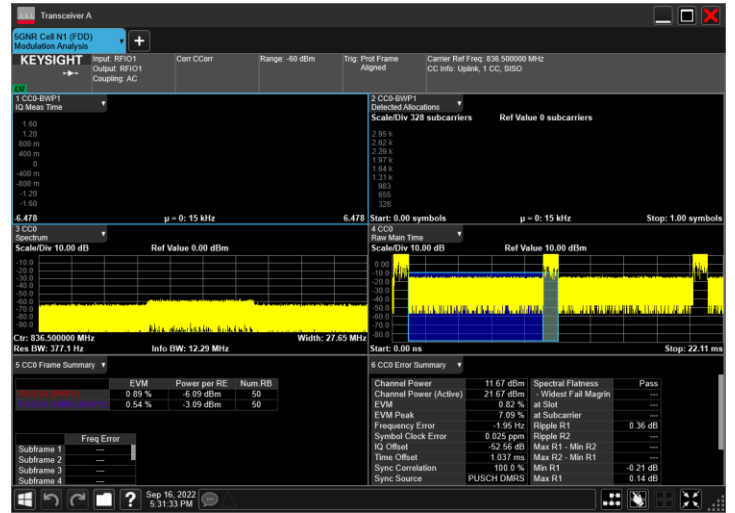 Transceiver A
5GNR Cell N1 (FDD)
Modulation Analysis
KEYSIGHT
Input: RFIO1
Output: RFIO1
Coupling: AC
Corr CCorr
Range: -60 dBm
Trig: Prot Frame
Aligned
Carrier Ref Freq: 836.500000 MHz
CC Info: Uplink, 1 CC, SISO
1 CC0-BWP1
IQ Meas Time
1.60
1.20
800 m
400 m
0
-400 m
-800 m
-1.20
-1.60
-6.478 μ = 0: 15 kHz 6.478
2 CC0-BWP1
Detected Allocations
Scale/Div 328 subcarriers Ref Value 0 subcarriers
2.95 k
2.62 k
2.29 k
1.97 k
1.64 k
1.31 k
983
655
328
Start: 0.00 symbols μ = 0: 15 kHz Stop: 1.00 symbols
3 CC0
Spectrum
Scale/Div 10.00 dB Ref Value 0.00 dBm
-10.0
-20.0
-30.0
-40.0
-50.0
-60.0
-70.0
-80.0
-90.0
Ctr: 836.500000 MHz Width: 27.65 MHz
Res BW: 377.1 Hz Info BW: 12.29 MHz
4 CC0
Raw Main Time
Scale/Div 10.00 dB Ref Value 10.00 dBm
0.00
-10.0
-20.0
-30.0
-40.0
-50.0
-60.0
-70.0
-80.0
Start: 0.00 ns Stop: 22.11 ms
5 CC0 Frame Summary
EVM Power per RE Num.RB
0.89 % -6.09 dBm 50
0.54 % -3.09 dBm 50
Freq Error
Subframe 1 ---
Subframe 2 ---
Subframe 3 ---
Subframe 4 ---
6 CC0 Error Summary
Channel Power 11.67 dBm Spectral Flatness Pass
Channel Power (Active) 21.67 dBm - Widest Fail Magrin ---
EVM 0.82 % at Slot ---
EVM Peak 7.09 % at Subcarrier ---
Frequency Error -1.95 Hz Ripple R1 0.36 dB
Symbol Clock Error 0.025 ppm Ripple R2 ---
IQ Offset -52.56 dB Max R1 - Min R2 ---
Time Offset 1.037 ms Max R2 - Min R1 ---
Sync Correlation 100.0 % Min R1 -0.21 dB
Sync Source PUSCH DMRS Max R1 0.14 dB
Sep 16, 2022
5:31:33 PM